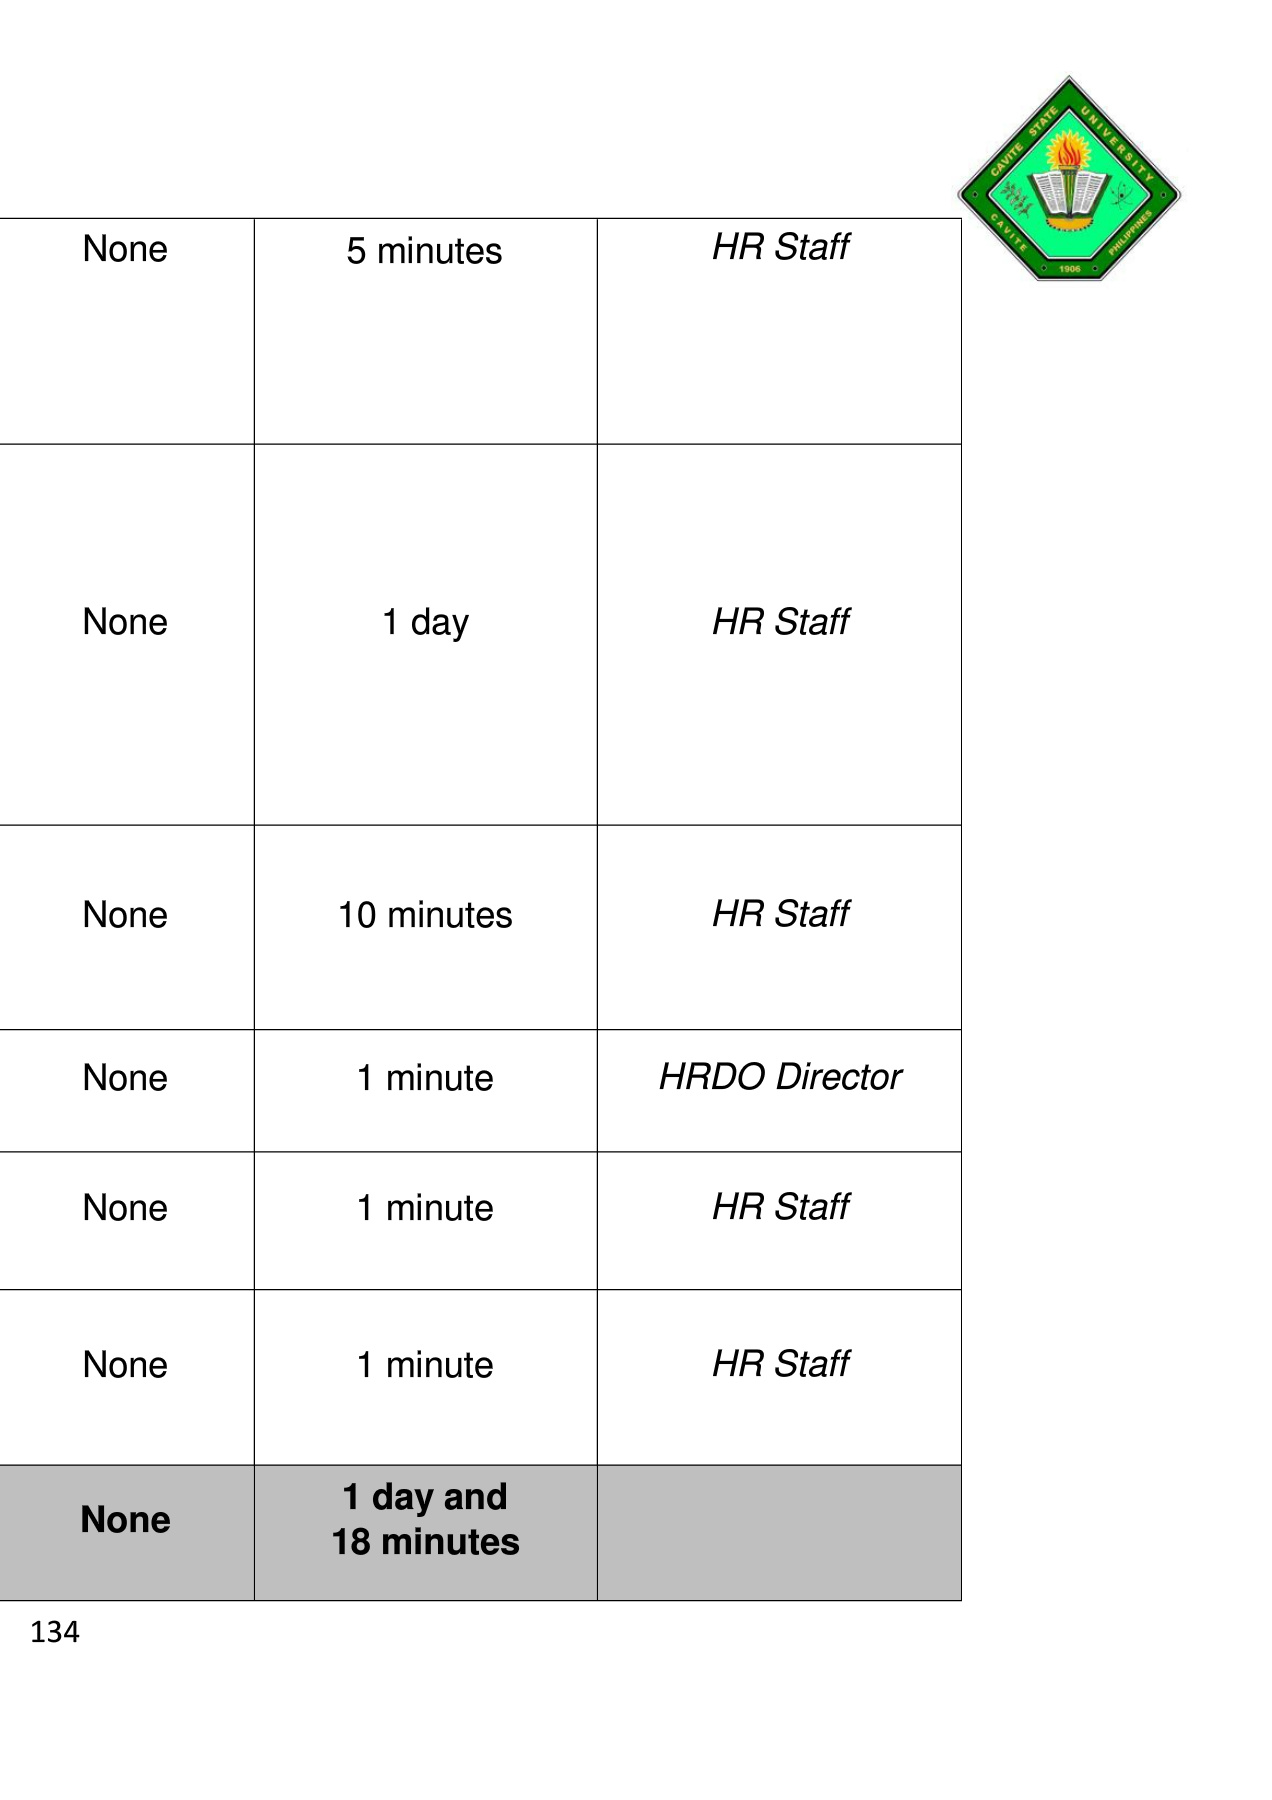 CAVITE STATE UNIVERSITY
CAVITE
PHILIPPINES
1906
None 5 minutes HR Staff
None 1 day HR Staff
None 10 minutes HR Staff
None 1 minute HRDO Director
None 1 minute HR Staff
None 1 minute HR Staff
None 1 day and
18 minutes
134